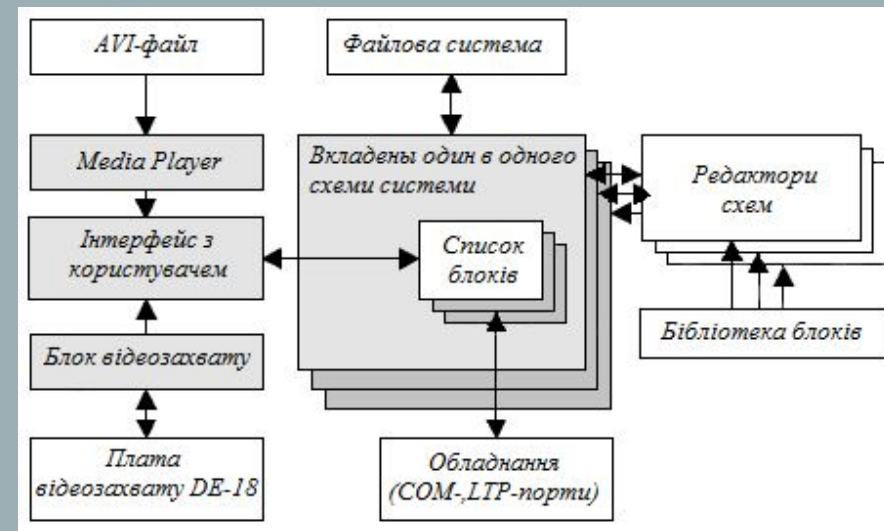 AVI-файл
Файлова система
Media Player
Вкладены один в одного
схеми системи
Редактори
схем
Інтерфейс з
користувачем
Список
блоків
Блок відеозахвату
Бібліотека блоків
Плата
відеозахвату DE-18
Обладнання
(COM-,LTP-порти)